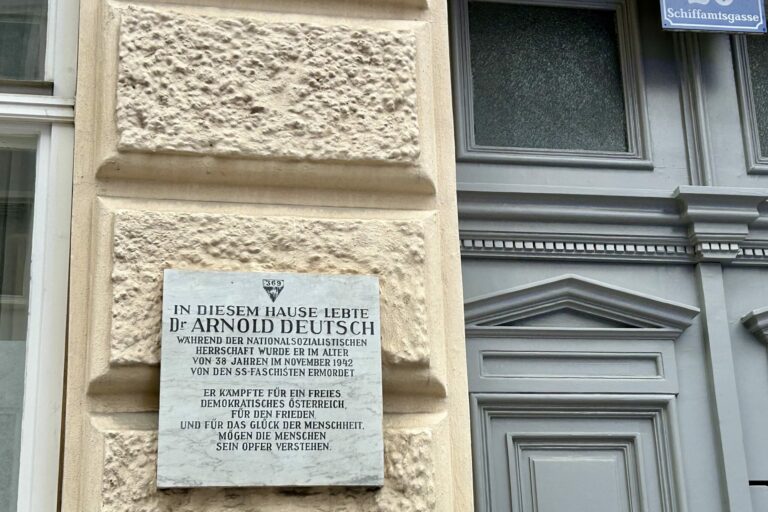 Schiffamtsgasse
369
IN DIESEM HAUSE LEBTE
Dr ARNOLD DEUTSCH
WÄHREND DER NATIONALSOZIALISTISCHEN
HERRSCHAFT WURDE ER IM ALTER
VON 38 JAHREN IM NOVEMBER 1942
VON DEN SS-FASCHISTEN ERMORDET
ER KÄMPFTE FÜR EIN FREIES
DEMOKRATISCHES ÖSTERREICH,
FÜR DEN FRIEDEN
UND FÜR DAS GLÜCK DER MENSCHHEIT.
MÖGEN DIE MENSCHEN
SEIN OPFER VERSTEHEN.